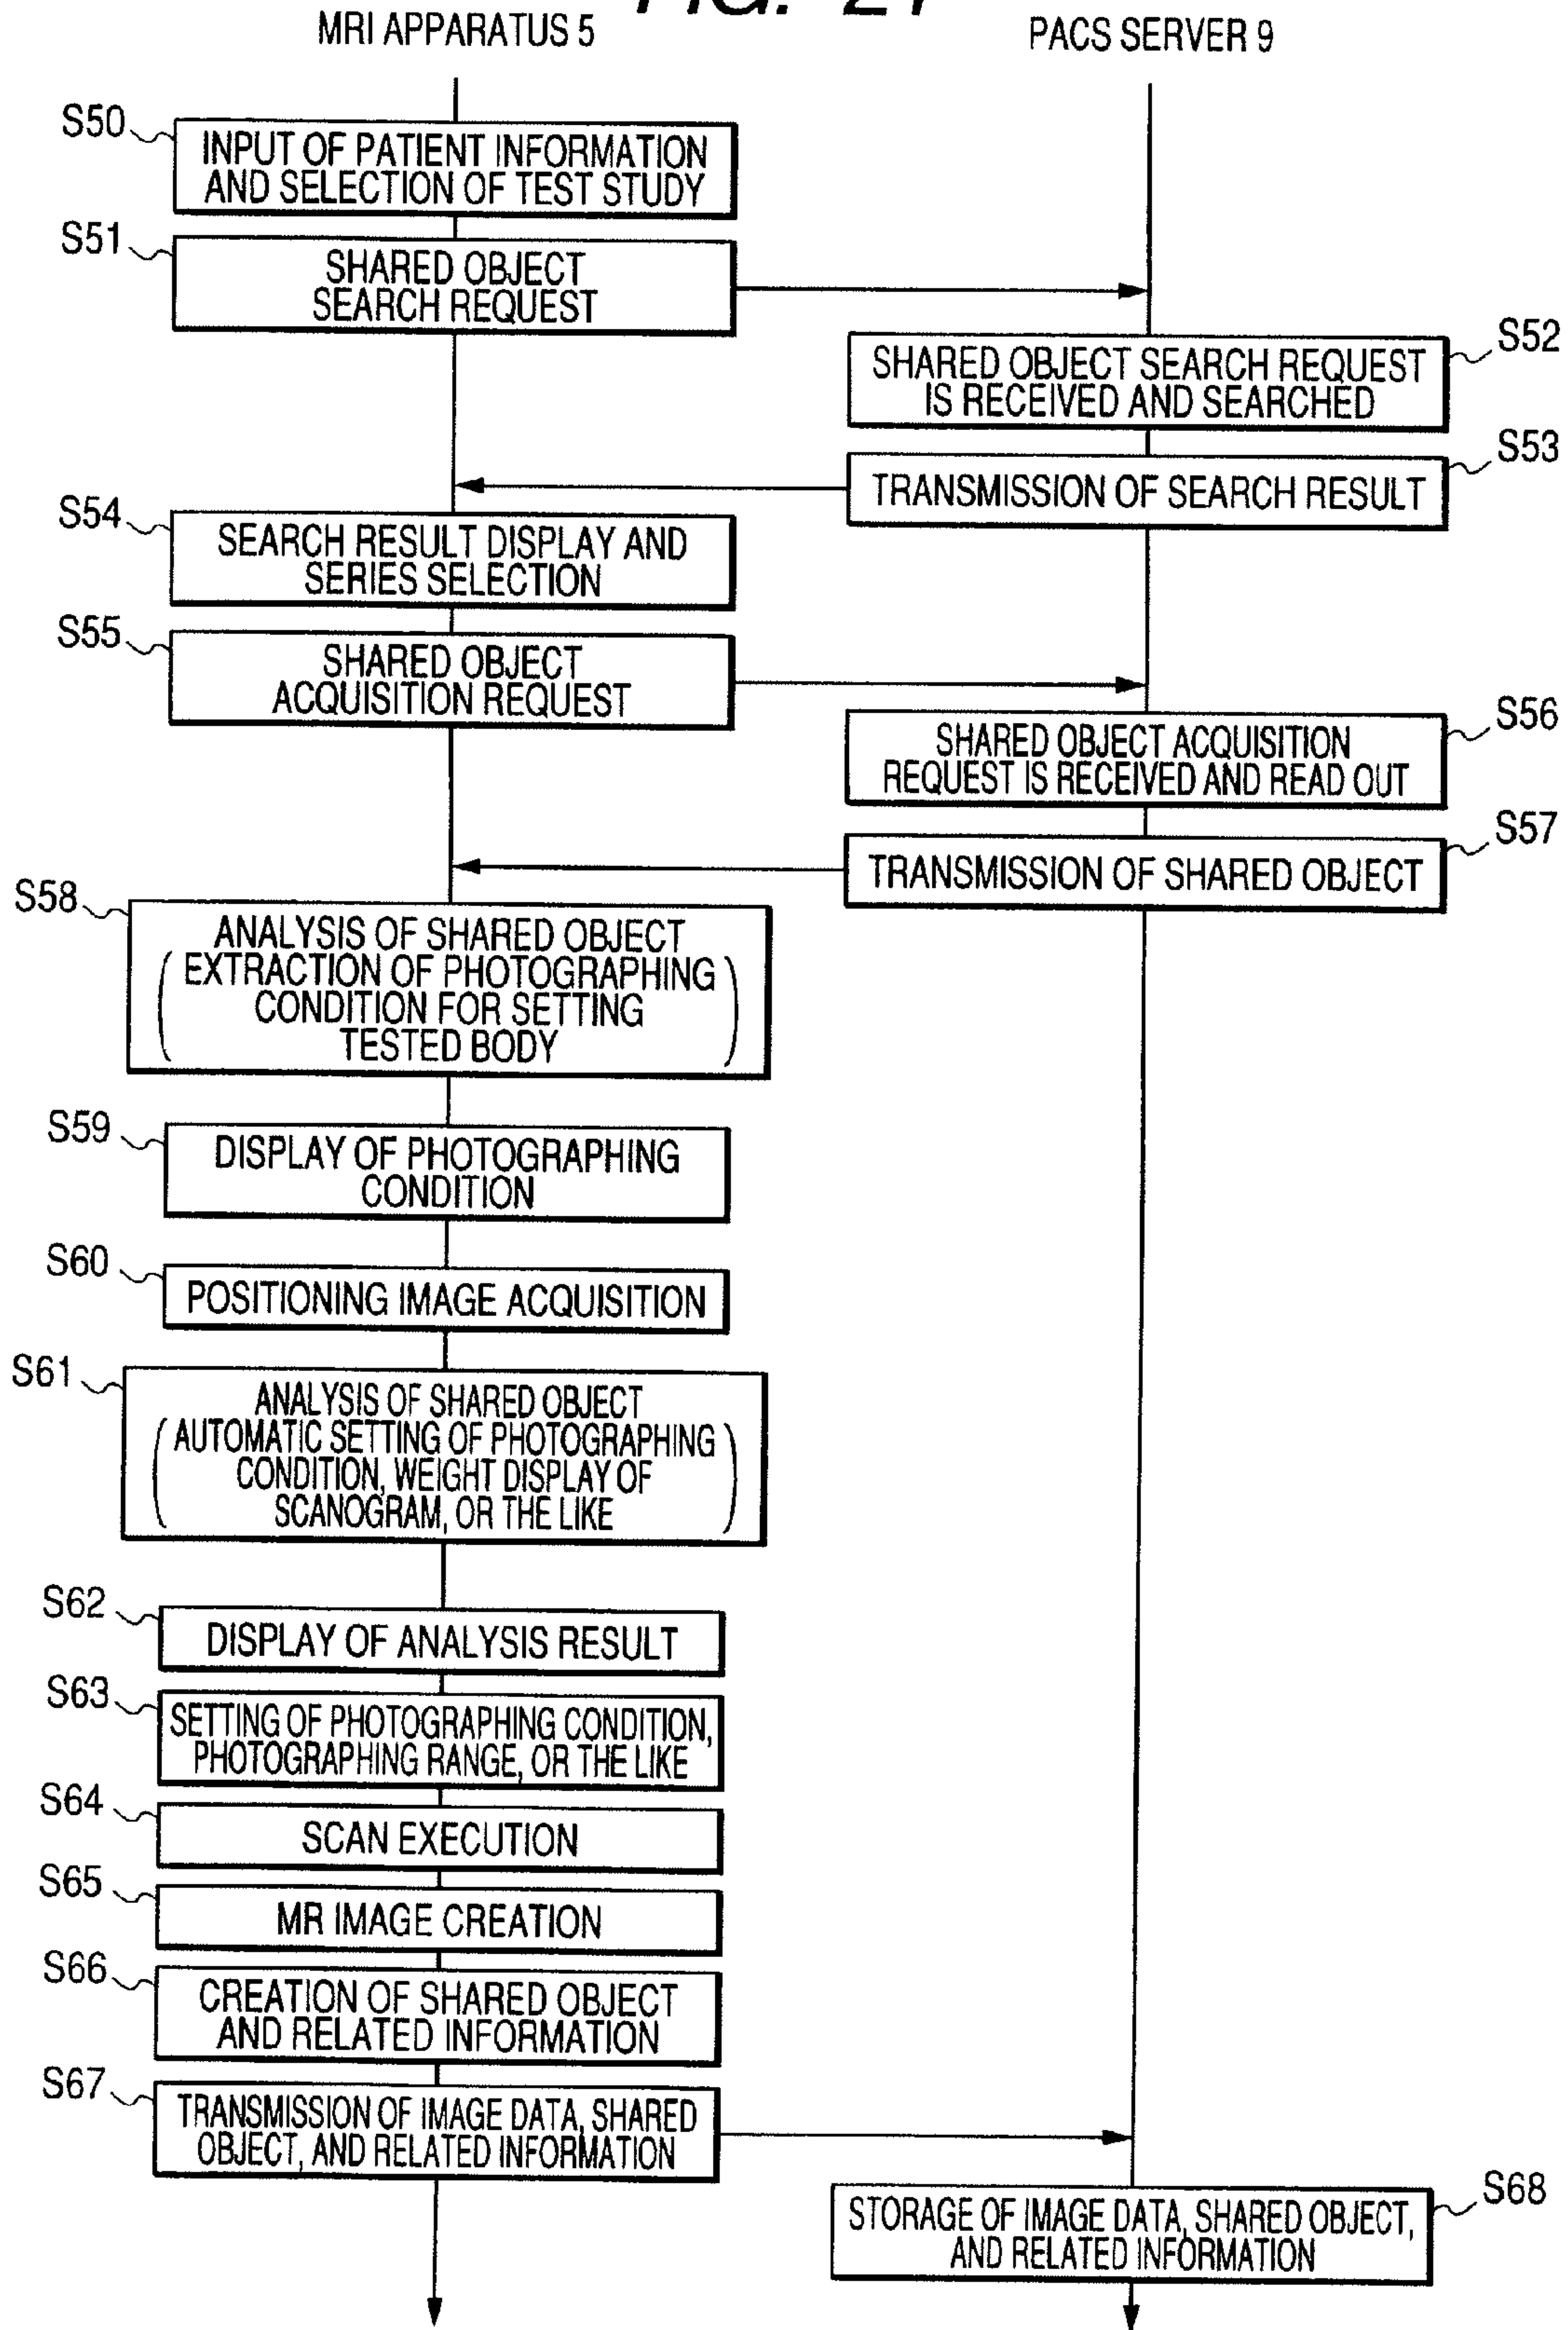 MRI APPARATUS 5
PACS SERVER 9
S50
INPUT OF PATIENT INFORMATION
AND SELECTION OF TEST STUDY
S51
SHARED OBJECT
SEARCH REQUEST
S52
SHARED OBJECT SEARCH REQUEST
IS RECEIVED AND SEARCHED
S53
TRANSMISSION OF SEARCH RESULT
S54
SEARCH RESULT DISPLAY AND
SERIES SELECTION
S55
SHARED OBJECT
ACQUISITION REQUEST
S56
SHARED OBJECT ACQUISITION
REQUEST IS RECEIVED AND READ OUT
S57
TRANSMISSION OF SHARED OBJECT
S58
ANALYSIS OF SHARED OBJECT
(EXTRACTION OF PHOTOGRAPHING
CONDITION FOR SETTING
TESTED BODY)
S59
DISPLAY OF PHOTOGRAPHING
CONDITION
S60
POSITIONING IMAGE ACQUISITION
S61
ANALYSIS OF SHARED OBJECT
(AUTOMATIC SETTING OF PHOTOGRAPHING
CONDITION, WEIGHT DISPLAY OF
SCANOGRAM, OR THE LIKE)
S62
DISPLAY OF ANALYSIS RESULT
S63
SETTING OF PHOTOGRAPHING CONDITION,
PHOTOGRAPHING RANGE, OR THE LIKE
S64
SCAN EXECUTION
S65
MR IMAGE CREATION
S66
CREATION OF SHARED OBJECT
AND RELATED INFORMATION
S67
TRANSMISSION OF IMAGE DATA, SHARED
OBJECT, AND RELATED INFORMATION
S68
STORAGE OF IMAGE DATA, SHARED OBJECT,
AND RELATED INFORMATION